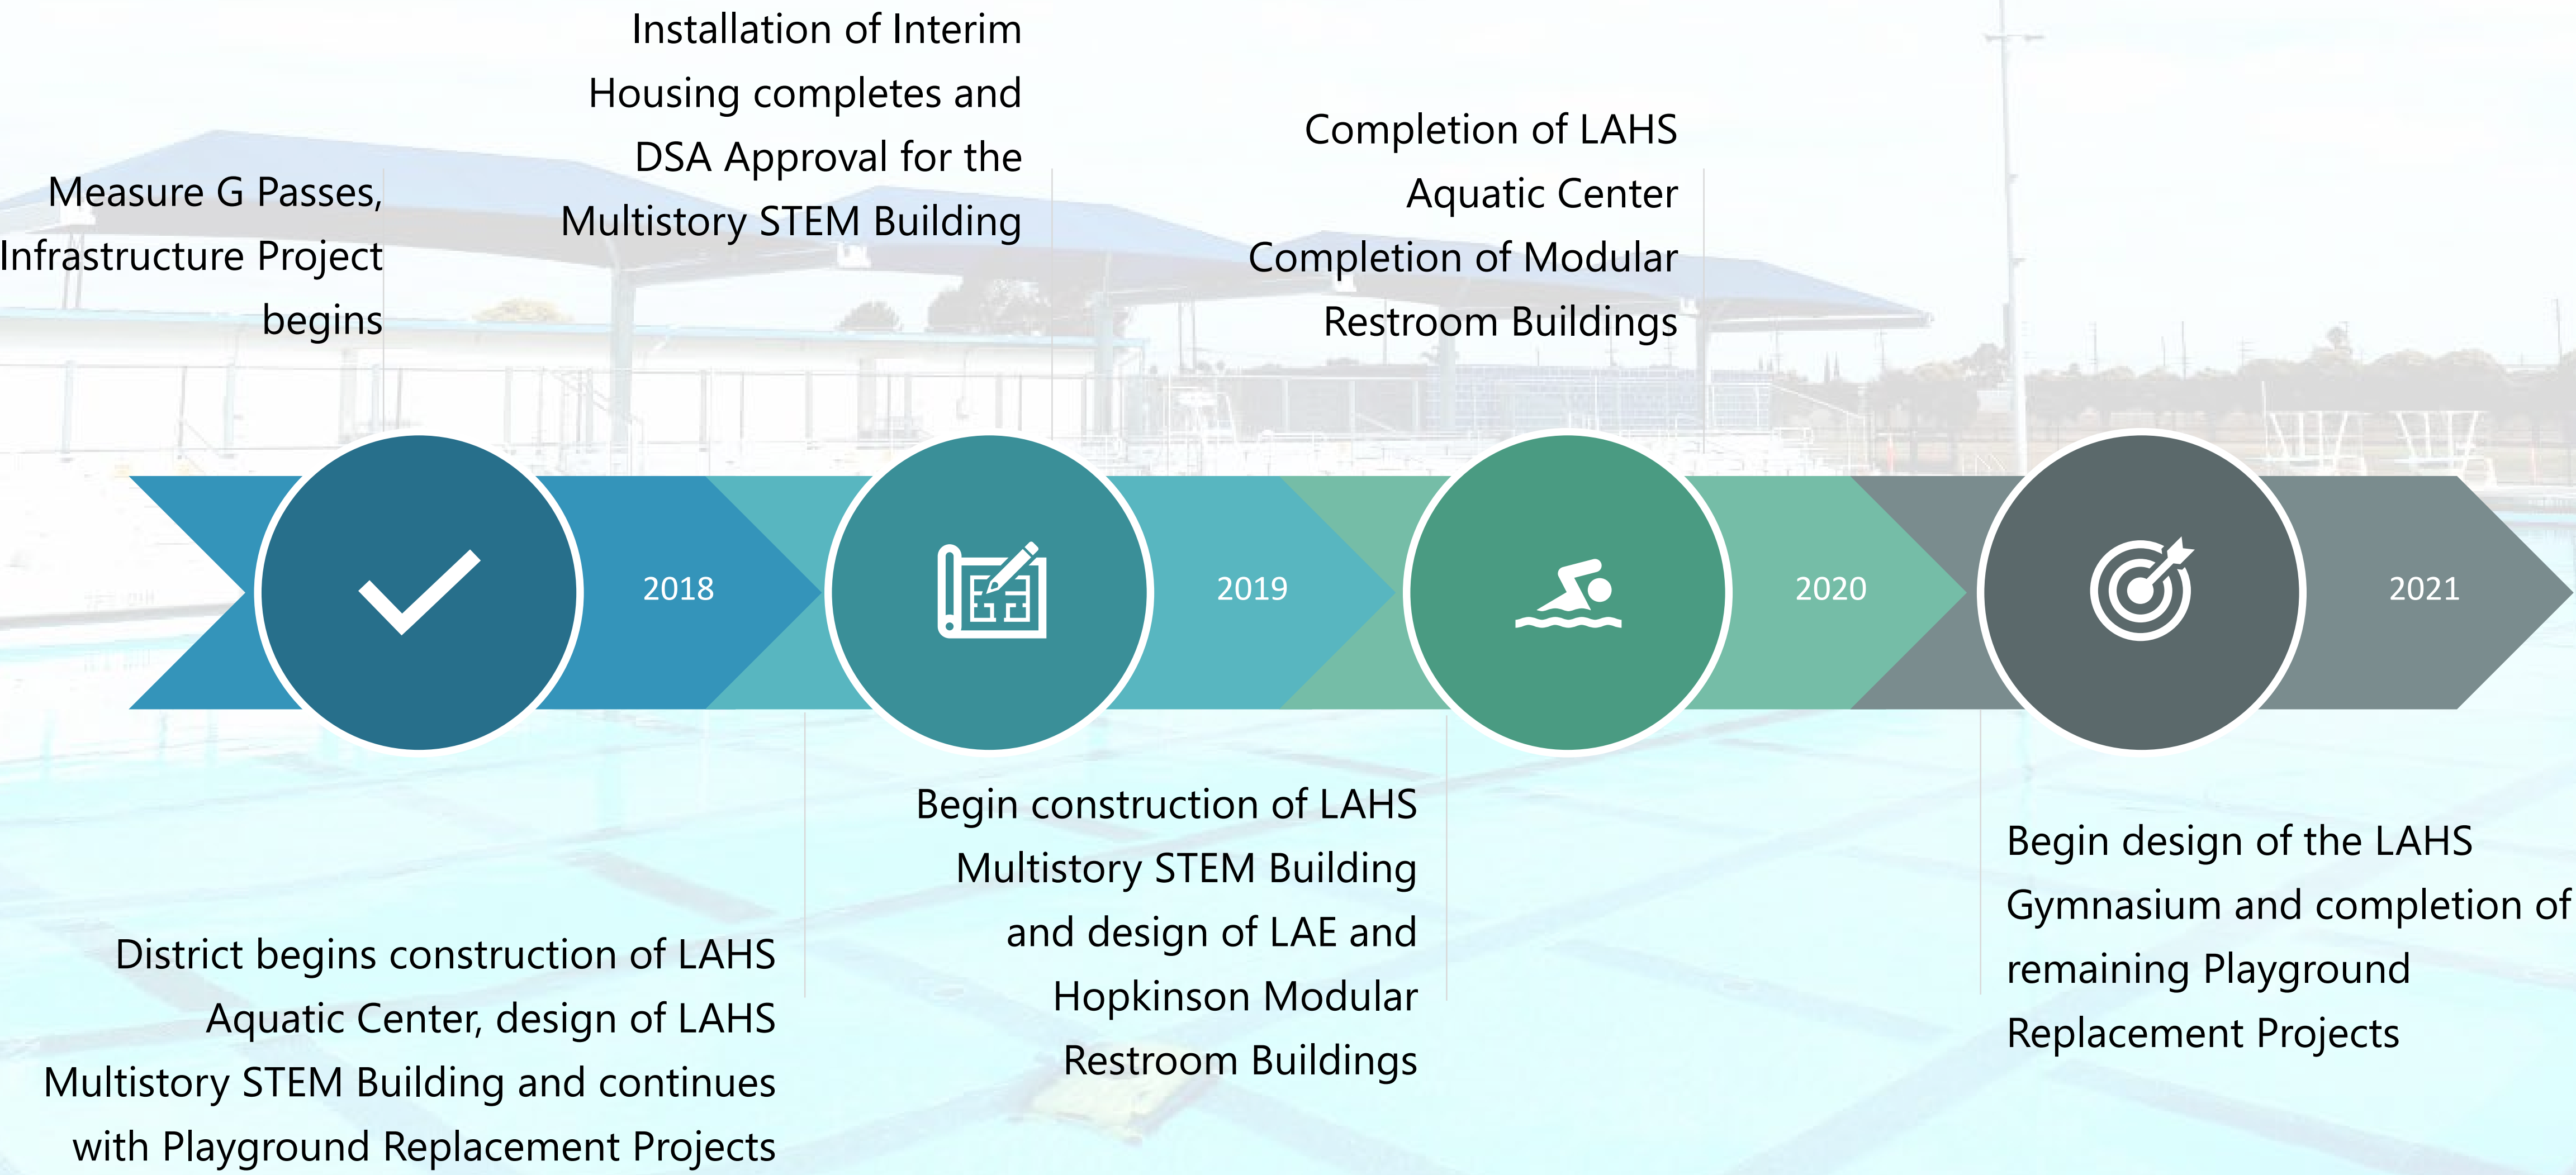 Measure G Passes,
Infrastructure Project
begins
Installation of Interim
Housing completes and
DSA Approval for the
Multistory STEM Building
Completion of LAHS
Aquatic Center
Completion of Modular
Restroom Buildings
2018
2019
2020
2021
District begins construction of LAHS
Aquatic Center, design of LAHS
Multistory STEM Building and continues
with Playground Replacement Projects
Begin construction of LAHS
Multistory STEM Building
and design of LAE and
Hopkinson Modular
Restroom Buildings
Begin design of the LAHS
Gymnasium and completion of
remaining Playground
Replacement Projects